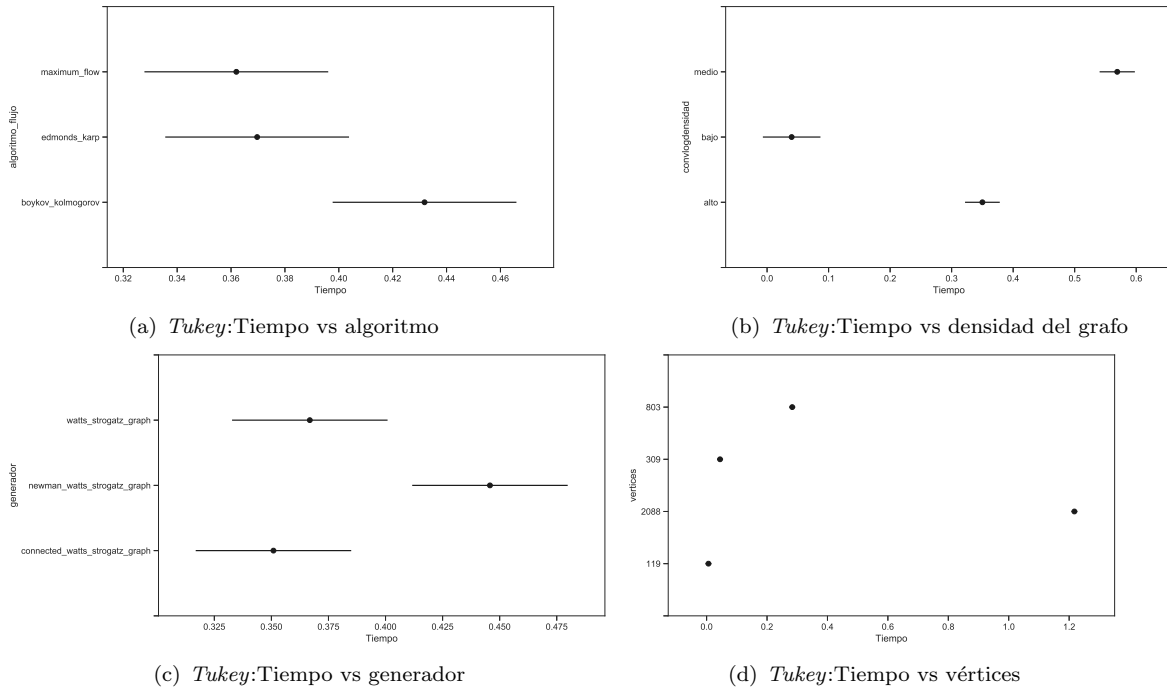 maximum_flow
edmonds_karp
boykov_kolmogorov
algoritmo_flujo
0.32 0.34 0.36 0.38 0.40 0.42 0.44 0.46
Tiempo
(a) Tukey:Tiempo vs algoritmo
medio
bajo
alto
convlogdensidad
0.0 0.1 0.2 0.3 0.4 0.5 0.6
Tiempo
(b) Tukey:Tiempo vs densidad del grafo
watts_strogatz_graph
newman_watts_strogatz_graph
connected_watts_strogatz_graph
generador
0.325 0.350 0.375 0.400 0.425 0.450 0.475
Tiempo
(c) Tukey:Tiempo vs generador
803
309
2088
119
vertices
0.0 0.2 0.4 0.6 0.8 1.0 1.2
Tiempo
(d) Tukey:Tiempo vs vértices